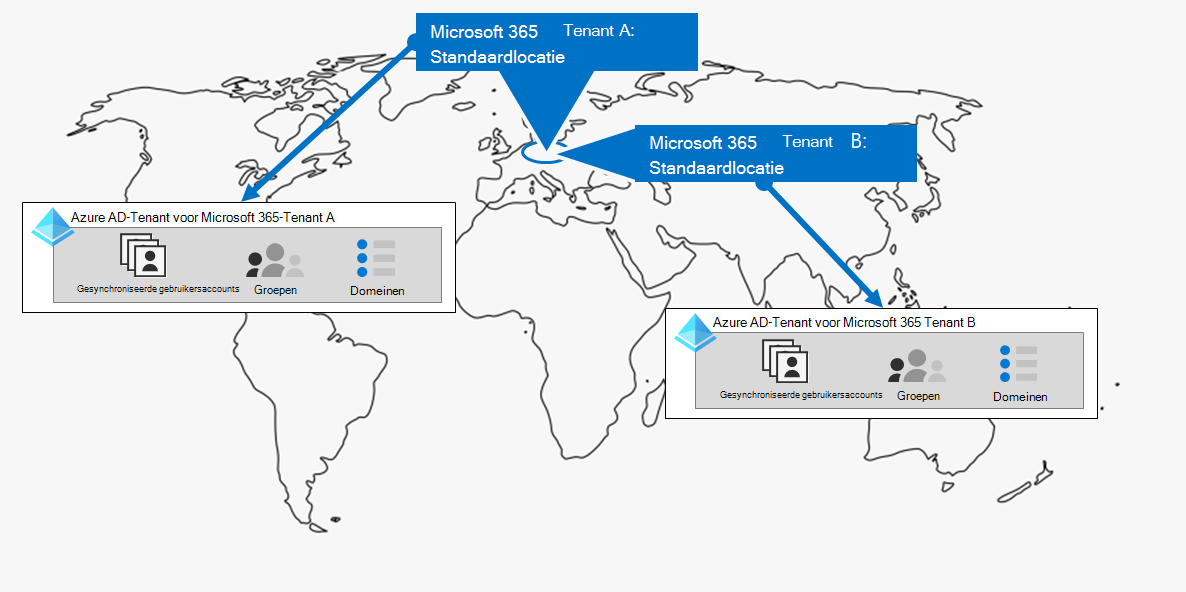 Microsoft 365 Tenant A:
Standaardlocatie
Microsoft 365 Tenant B:
Standaardlocatie
Azure AD-Tenant voor Microsoft 365-Tenant A
Gesynchroniseerde gebruikersaccounts Groepen Domeinen
Azure AD-Tenant voor Microsoft 365 Tenant B
Gesynchroniseerde gebruikersaccounts Groepen Domeinen